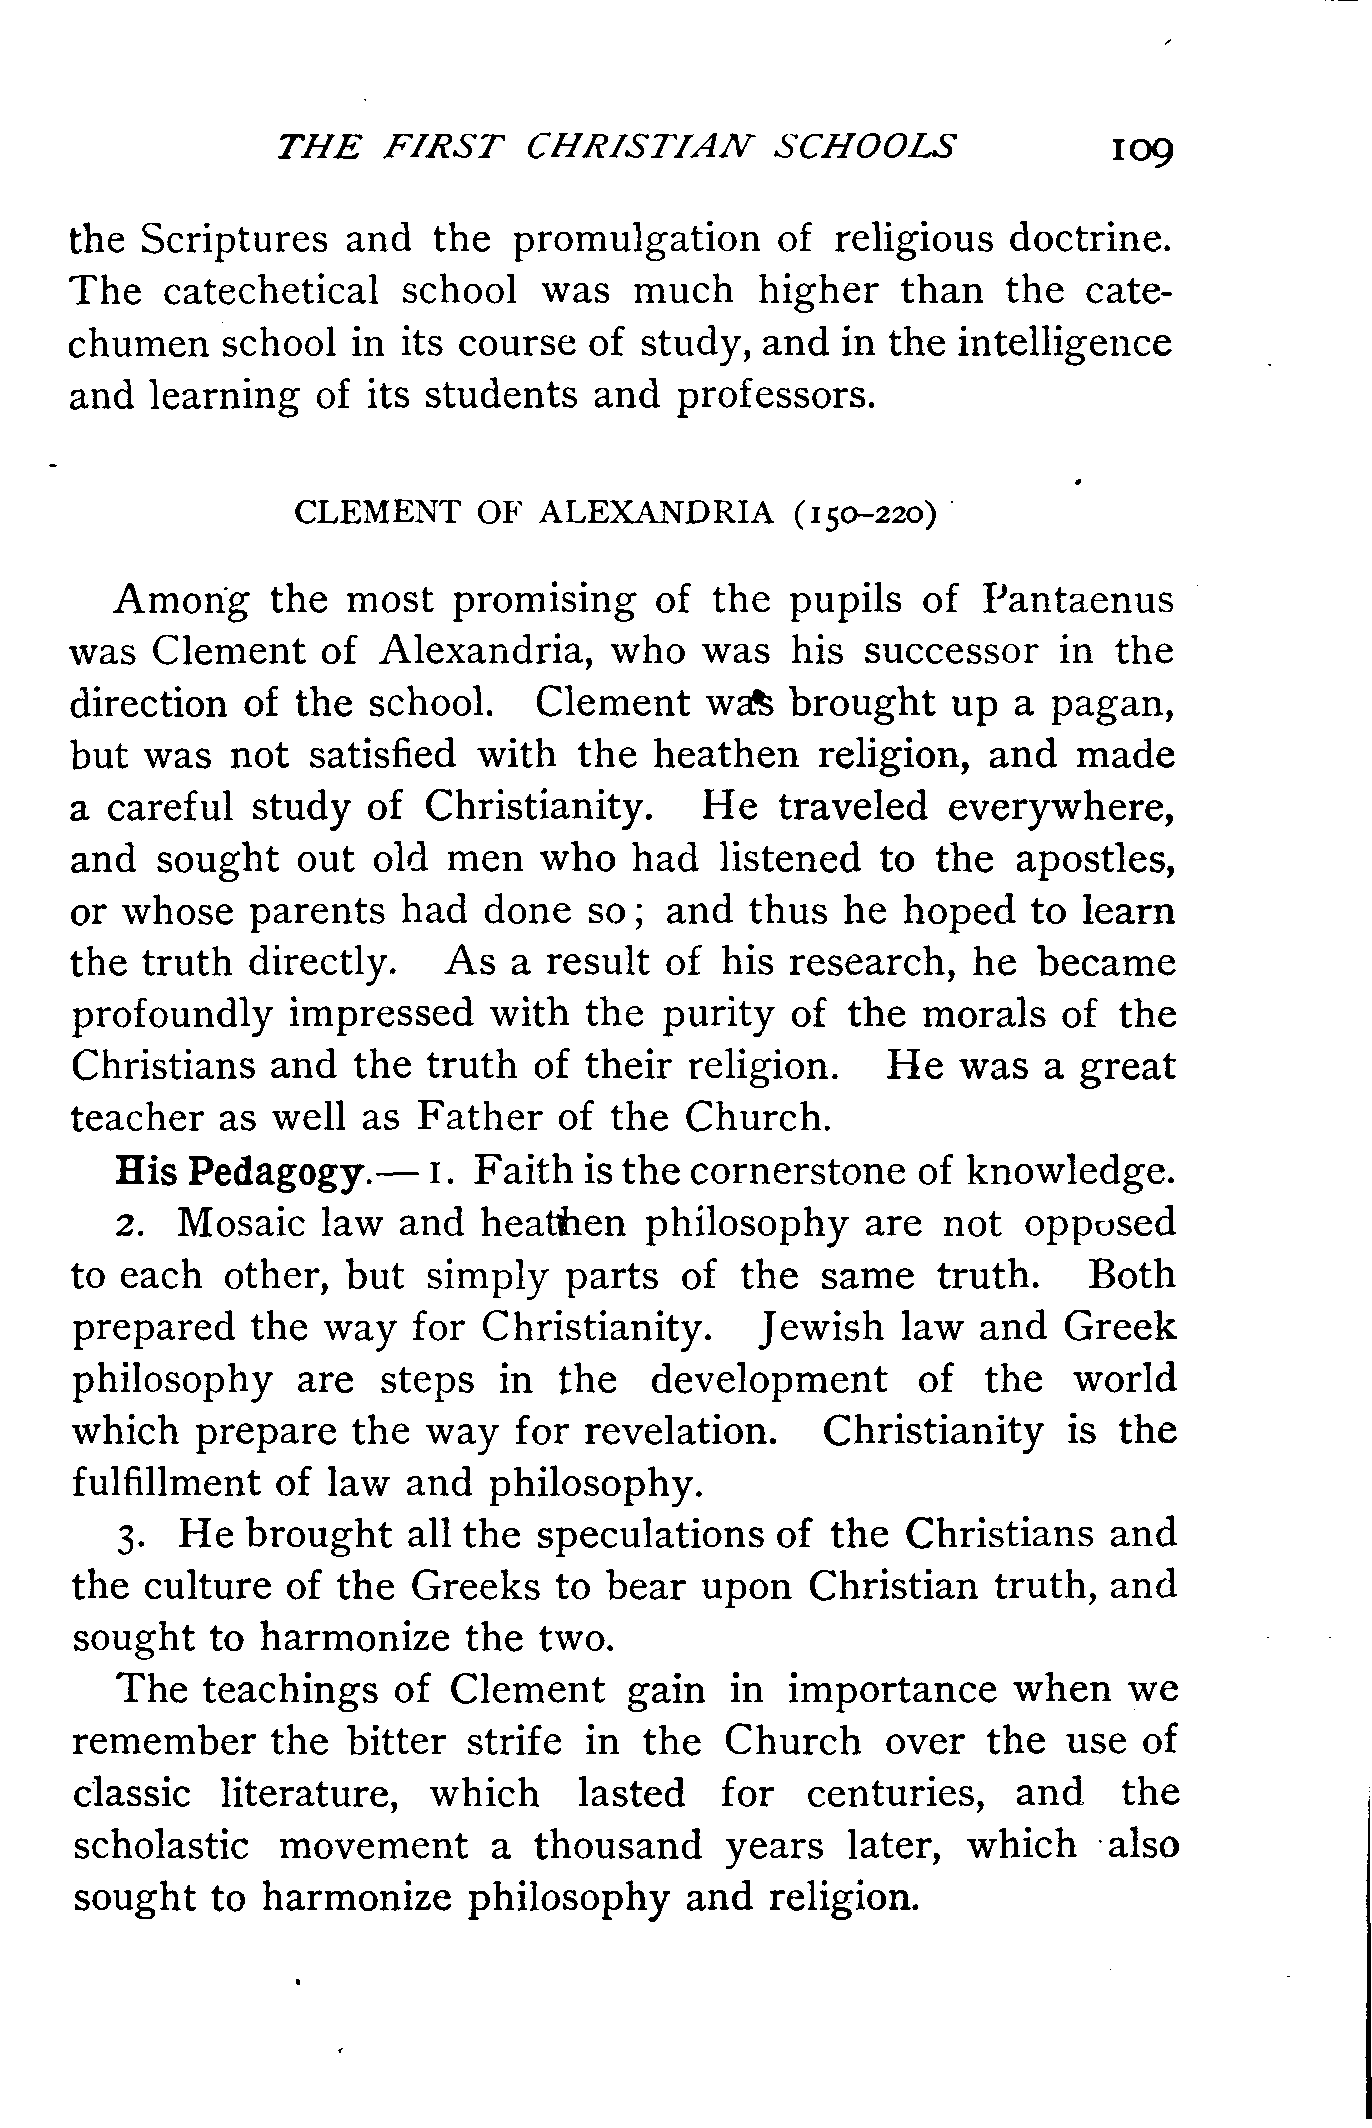 THE FIRST CHRISTIAN SCHOOLS 109
the Scriptures and the promulgation of religious doctrine.
The catechetical school was much higher than the cate-
chumen school in its course of study, and in the intelligence
and learning of its students and professors.
CLEMENT OF ALEXANDRIA (150–220)
Among the most promising of the pupils of Pantaenus
was Clement of Alexandria, who was his successor in the
direction of the school. Clement was brought up a pagan,
but was not satisfied with the heathen religion, and made
a careful study of Christianity. He traveled everywhere,
and sought out old men who had listened to the apostles,
or whose parents had done so; and thus he hoped to learn
the truth directly. As a result of his research, he became
profoundly impressed with the purity of the morals of the
Christians and the truth of their religion. He was a great
teacher as well as Father of the Church.
His Pedagogy.— 1. Faith is the cornerstone of knowledge.
2. Mosaic law and heathen philosophy are not opposed
to each other, but simply parts of the same truth. Both
prepared the way for Christianity. Jewish law and Greek
philosophy are steps in the development of the world
which prepare the way for revelation. Christianity is the
fulfillment of law and philosophy.
3. He brought all the speculations of the Christians and
the culture of the Greeks to bear upon Christian truth, and
sought to harmonize the two.
The teachings of Clement gain in importance when we
remember the bitter strife in the Church over the use of
classic literature, which lasted for centuries, and the
scholastic movement a thousand years later, which also
sought to harmonize philosophy and religion.